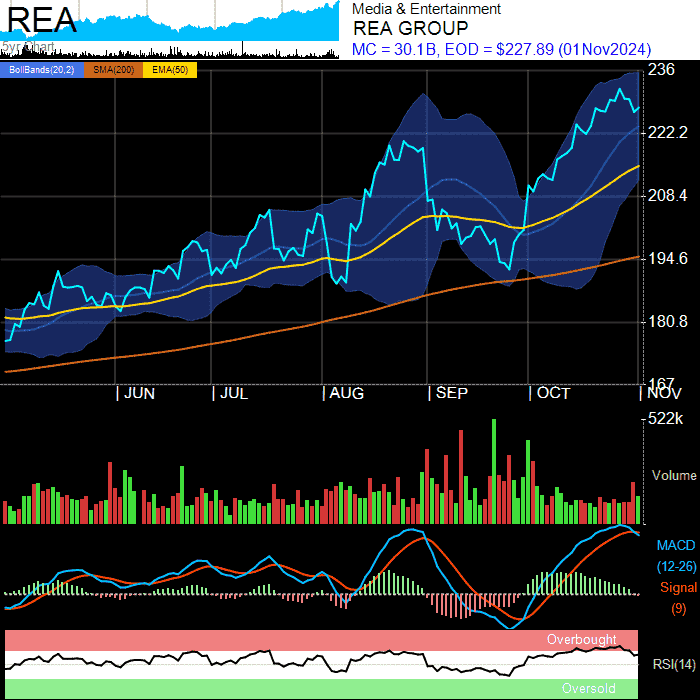 REA
5yr Chart
Media & Entertainment
REA GROUP
MC = 30.1B, EOD = $227.89 (01Nov2024)
BollBands(20,2) SMA(200) EMA(50)
236
222.2
208.4
194.6
180.8
167
JUN JUL AUG SEP OCT NOV
522k
Volume
MACD
(12-26)
Signal
(9)
Overbought
RSI(14)
Oversold